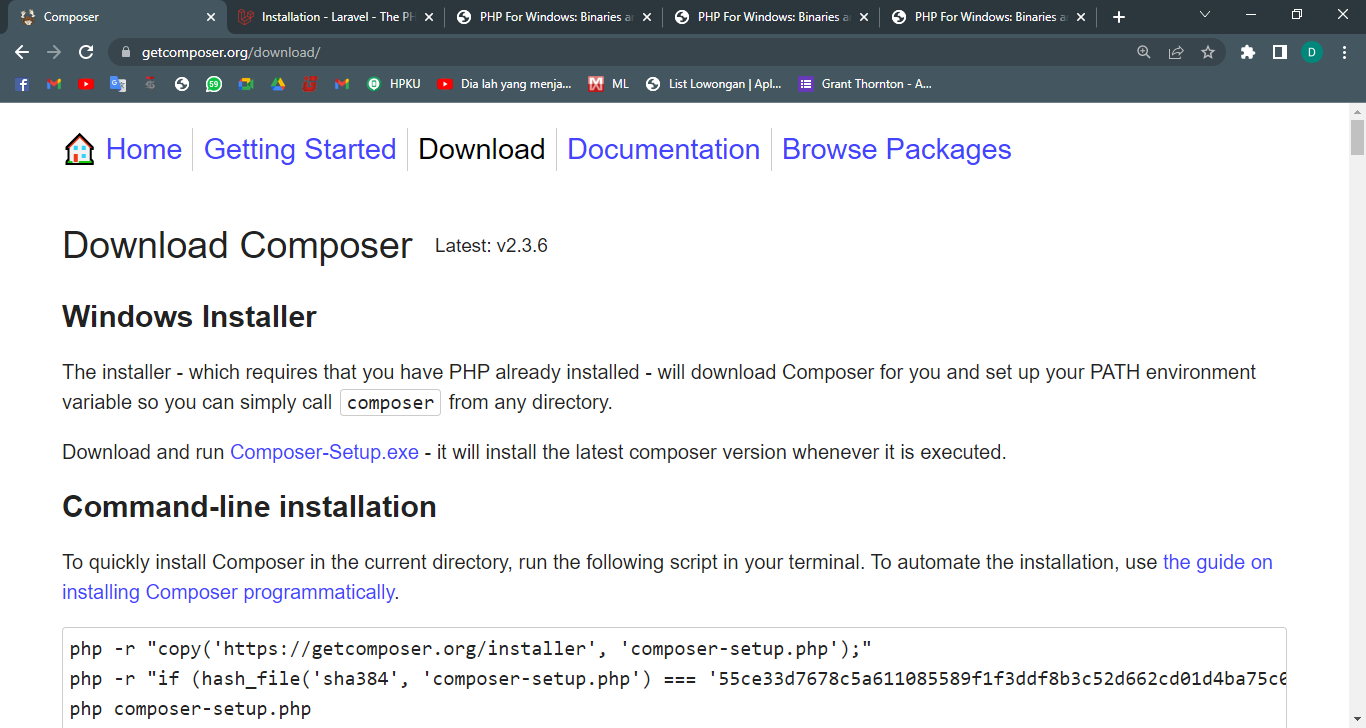 Composer
Installation - Laravel - The PH
PHP For Windows: Binaries a
PHP For Windows: Binaries a
PHP For Windows: Binaries a
getcomposer.org/download/
D
59
HPKU
Dia lah yang menja...
ML
List Lowongan | Apl...
Grant Thornton - A...
Home
Getting Started
Download
Documentation
Browse Packages
Download Composer Latest: v2.3.6
Windows Installer
The installer - which requires that you have PHP already installed - will download Composer for you and set up your PATH environment
variable so you can simply call composer from any directory.
Download and run Composer-Setup.exe - it will install the latest composer version whenever it is executed.
Command-line installation
To quickly install Composer in the current directory, run the following script in your terminal. To automate the installation, use the guide on
installing Composer programmatically.
php -r "copy('https://getcomposer.org/installer', 'composer-setup.php');"
php -r "if (hash_file('sha384', 'composer-setup.php') === '55ce33d7678c5a611085589f1f3ddf8b3c52d662cd01d4ba75c0
php composer-setup.php